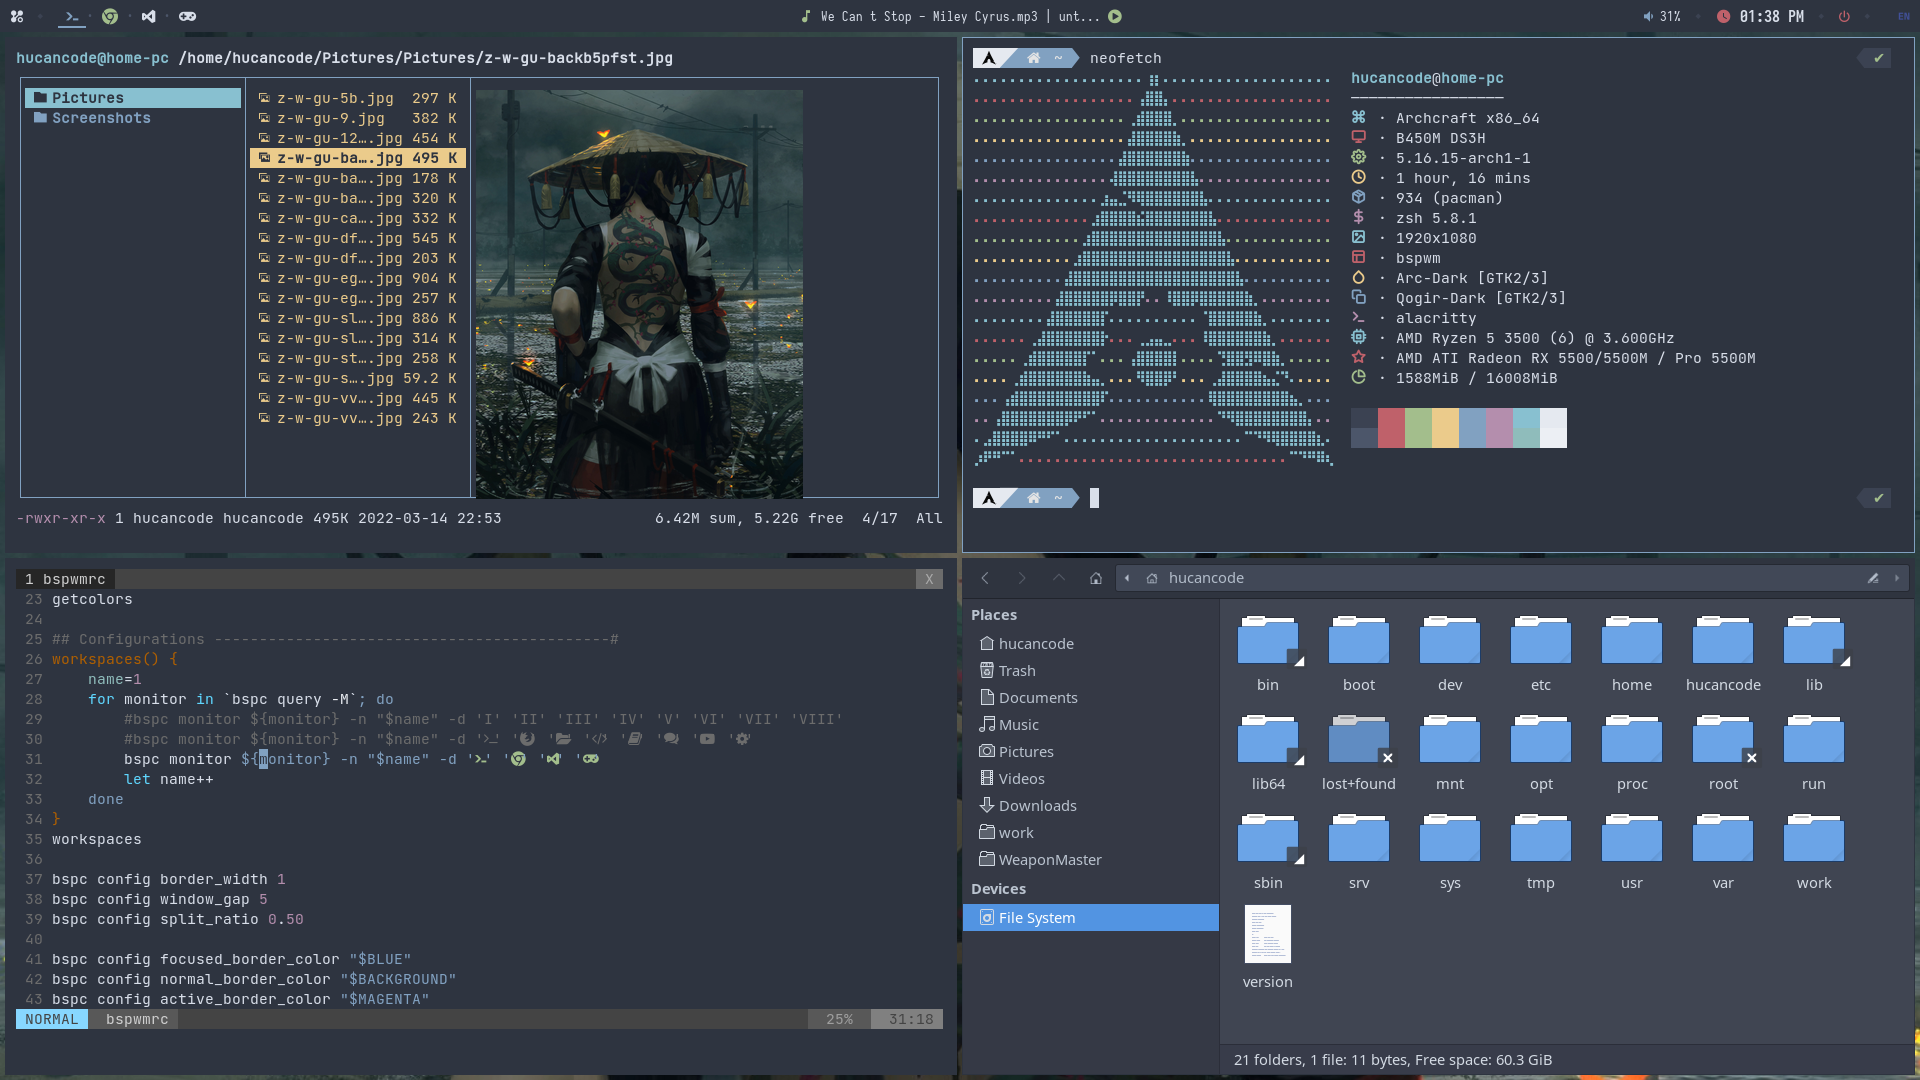 We Can t Stop - Miley Cyrus.mp3 | unt...
31%
01:38 PM
EN
hucancode@home-pc /home/hucancode/Pictures/Pictures/z-w-gu-backb5pfst.jpg
Pictures
Screenshots
z-w-gu-5b.jpg 297 K
z-w-gu-9.jpg 382 K
z-w-gu-12….jpg 454 K
z-w-gu-ba….jpg 495 K
z-w-gu-ba….jpg 178 K
z-w-gu-ba….jpg 320 K
z-w-gu-ca….jpg 332 K
z-w-gu-df….jpg 545 K
z-w-gu-df….jpg 203 K
z-w-gu-eg….jpg 904 K
z-w-gu-eg….jpg 257 K
z-w-gu-sl….jpg 886 K
z-w-gu-sl….jpg 314 K
z-w-gu-st….jpg 258 K
z-w-gu-s….jpg 59.2 K
z-w-gu-vv….jpg 445 K
z-w-gu-vv….jpg 243 K
-rwxr-xr-x 1 hucancode hucancode 495K 2022-03-14 22:53
6.42M sum, 5.22G free 4/17 All
~ neofetch
hucancode@home-pc
· Archcraft x86_64
· B450M DS3H
· 5.16.15-arch1-1
· 1 hour, 16 mins
· 934 (pacman)
· zsh 5.8.1
· 1920x1080
· bspwm
· Arc-Dark [GTK2/3]
· Qogir-Dark [GTK2/3]
· alacritty
· AMD Ryzen 5 3500 (6) @ 3.600GHz
· AMD ATI Radeon RX 5500/5500M / Pro 5500M
· 1588MiB / 16008MiB
~
1 bspwmrc X
23 getcolors
24
25 ## Configurations --------------------------------------------#
26 workspaces() {
27 name=1
28 for monitor in `bspc query -M`; do
29 #bspc monitor ${monitor} -n "$name" -d 'I' 'II' 'III' 'IV' 'V' 'VI' 'VII' 'VIII'
30 #bspc monitor ${monitor} -n "$name" -d '' '' '' '' '' '' '' '
31 bspc monitor ${monitor} -n "$name" -d '' '' '' '
32 let name++
33 done
34 }
35 workspaces
36
37 bspc config border_width 1
38 bspc config window_gap 5
39 bspc config split_ratio 0.50
40
41 bspc config focused_border_color "$BLUE"
42 bspc config normal_border_color "$BACKGROUND"
43 bspc config active_border_color "$MAGENTA"
NORMAL bspwmrc 25% 31:18
hucancode
Places
hucancode
Trash
Documents
Music
Pictures
Videos
Downloads
work
WeaponMaster
Devices
File System
bin boot dev etc home hucancode lib
lib64 lost+found mnt opt proc root run
sbin srv sys tmp usr var work
version
21 folders, 1 file: 11 bytes, Free space: 60.3 GiB